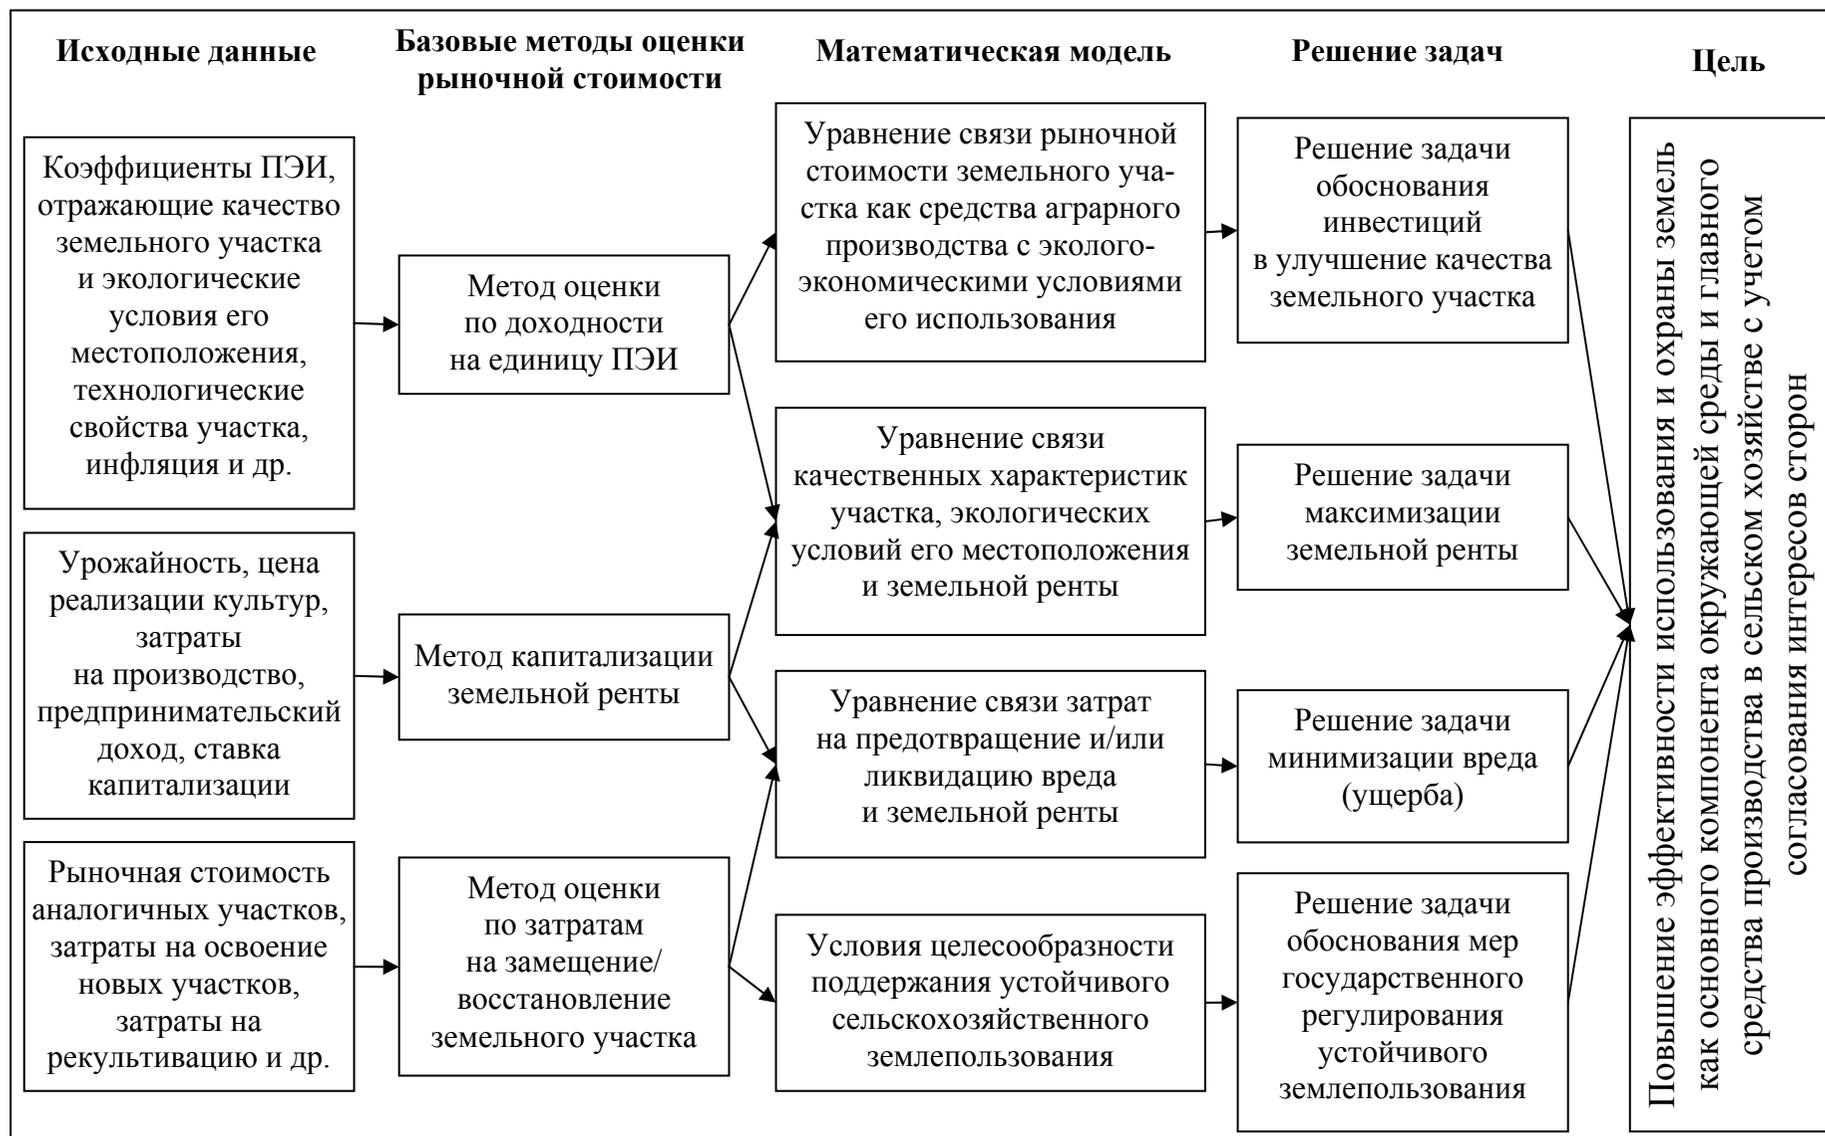 Исходные данные
Базовые методы оценки
рыночной стоимости
Математическая модель
Решение задач
Цель
Коэффициенты ПЭИ,
отражающие качество
земельного участка
и экологические
условия его
местоположения,
технологические
свойства участка,
инфляция и др.
Урожайность, цена
реализации культур,
затраты
на производство,
предпринимательский
доход, ставка
капитализации
Рыночная стоимость
аналогичных участков,
затраты на освоение
новых участков,
затраты на
рекультивацию и др.
Метод оценки
по доходности
на единицу ПЭИ
Метод капитализации
земельной ренты
Метод оценки
по затратам
на замещение/
восстановление
земельного участка
Уравнение связи рыночной
стоимости земельного уча-
стка как средства аграрного
производства с эколого-
экономическими условиями
его использования
Уравнение связи
качественных характеристик
участка, экологических
условий его местоположения
и земельной ренты
Уравнение связи затрат
на предотвращение и/или
ликвидацию вреда
и земельной ренты
Условия целесообразности
поддержания устойчивого
сельскохозяйственного
землепользования
Решение задачи
обоснования
инвестиций
в улучшение качества
земельного участка
Решение задачи
максимизации
земельной ренты
Решение задачи
минимизации вреда
(ущерба)
Решение задачи
обоснования мер
государственного
регулирования
устойчивого
землепользования
Повышение эффективности использования и охраны земель
как основного компонента окружающей среды и главного
средства производства в сельском хозяйстве с учетом
согласования интересов сторон